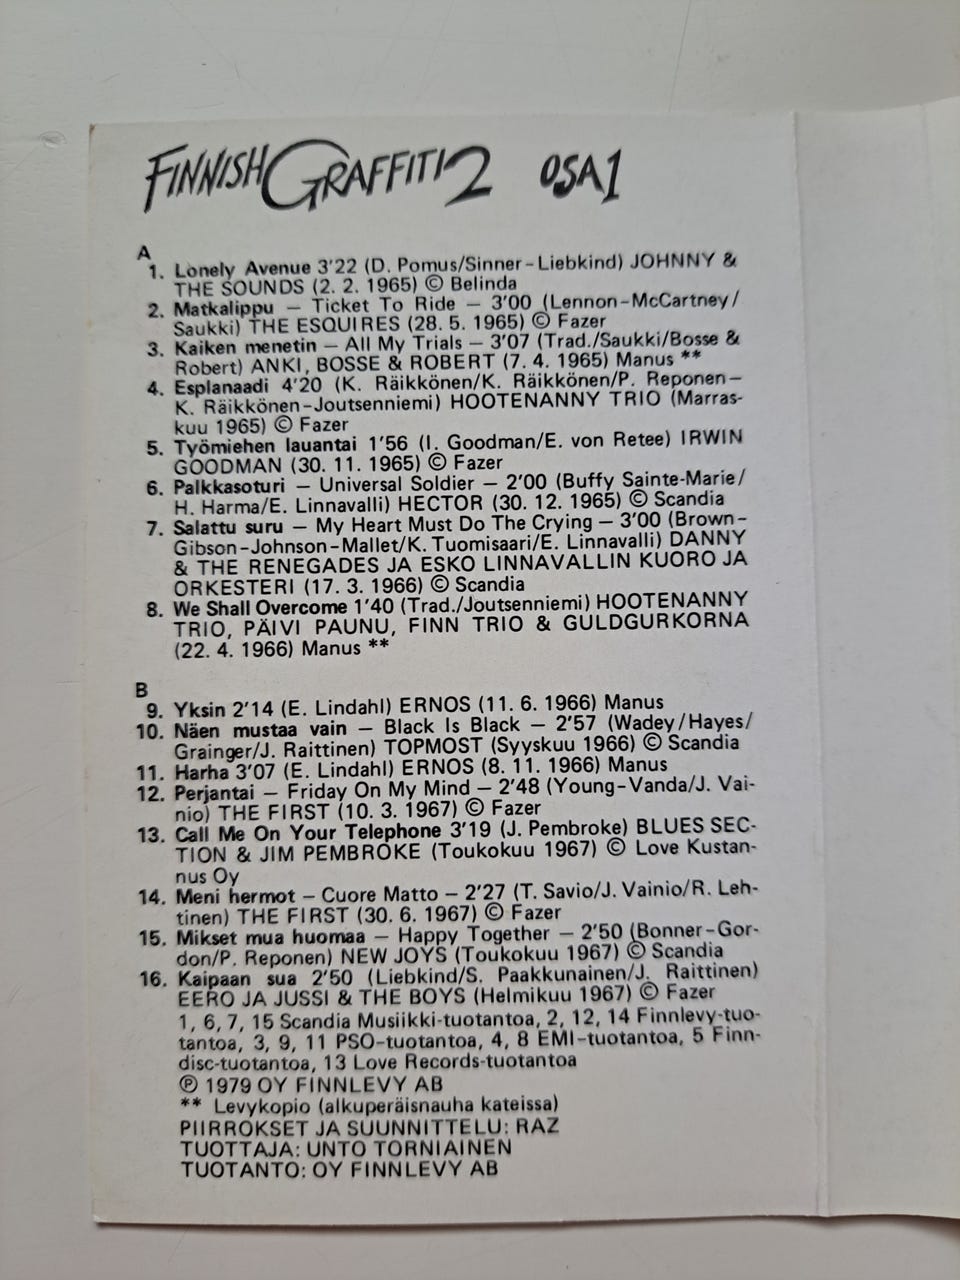 FINNISH GRAFFITI 2 OSA 1
A
1. Lonely Avenue 3'22 (D. Pomus/Sinner-Liebkind) JOHNNY &
THE SOUNDS (2. 2. 1965) © Belinda
2. Matkalippu – Ticket To Ride – 3'00 (Lennon-McCartney/
Saukki) THE ESQUIRES (28. 5. 1965) © Fazer
3. Kaiken menetin – All My Trials – 3'07 (Trad./Saukki/Bosse &
Robert) ANKI, BOSSE & ROBERT (7. 4. 1965) Manus **
4. Esplanaadi 4'20 (K. Räikkönen/K. Räikkönen/P. Reponen-
K. Räikkönen-Joutsenniemi) HOOTENANNY TRIO (Marras-
kuu 1965) © Fazer
5. Työmiehen lauantai 1'56 (I. Goodman/E. von Retee) IRWIN
GOODMAN (30. 11. 1965) © Fazer
6. Palkkasoturi – Universal Soldier – 2'00 (Buffy Sainte-Marie/
H. Harma/E. Linnavalli) HECTOR (30. 12. 1965) © Scandia
7. Salattu suru – My Heart Must Do The Crying – 3'00 (Brown-
Gibson-Johnson-Mallet/K. Tuomisaari/E. Linnavalli) DANNY
& THE RENEGADES JA ESKO LINNAVALLIN KUORO JA
ORKESTERI (17. 3. 1966) © Scandia
8. We Shall Overcome 1'40 (Trad./Joutsenniemi) HOOTENANNY
TRIO, PÄIVI PAUNU, FINN TRIO & GULDGURKORNA
(22. 4. 1966) Manus **
B
9. Yksin 2'14 (E. Lindahl) ERNOS (11. 6. 1966) Manus
10. Näen mustaa vain – Black Is Black – 2'57 (Wadey/Hayes/
Grainger/J. Raittinen) TOPMOST (Syyskuu 1966) © Scandia
11. Harha 3'07 (E. Lindahl) ERNOS (8. 11. 1966) Manus
12. Perjantai – Friday On My Mind – 2'48 (Young-Vanda/J. Vai-
nio) THE FIRST (10. 3. 1967) © Fazer
13. Call Me On Your Telephone 3'19 (J. Pembroke) BLUES SEC-
TION & JIM PEMBROKE (Toukokuu 1967) © Love Kustan-
nus Oy
14. Meni hermot – Cuore Matto – 2'27 (T. Savio/J. Vainio/R. Leh-
tinen) THE FIRST (30. 6. 1967) © Fazer
15. Mikset mua huomaa – Happy Together – 2'50 (Bonner-Gor-
don/P. Reponen) NEW JOYS (Toukokuu 1967) © Scandia
16. Kaipaan sua 2'50 (Liebkind/S. Paakkunainen/J. Raittinen)
EERO JA JUSSI & THE BOYS (Helmikuu 1967) © Fazer
1, 6, 7, 15 Scandia Musiikki-tuotantoa, 2, 12, 14 Finnlevy-tuo-
tantoa, 3, 9, 11 PSO-tuotantoa, 4, 8 EMI-tuotantoa, 5 Finn-
disc-tuotantoa, 13 Love Records-tuotantoa
℗ 1979 OY FINNLEVY AB
** Levykopio (alkuperäisnauha kateissa)
PIIRROKSET JA SUUNNITTELU: RAZ
TUOTTAJA: UNTO TORNIAINEN
TUOTANTO: OY FINNLEVY AB